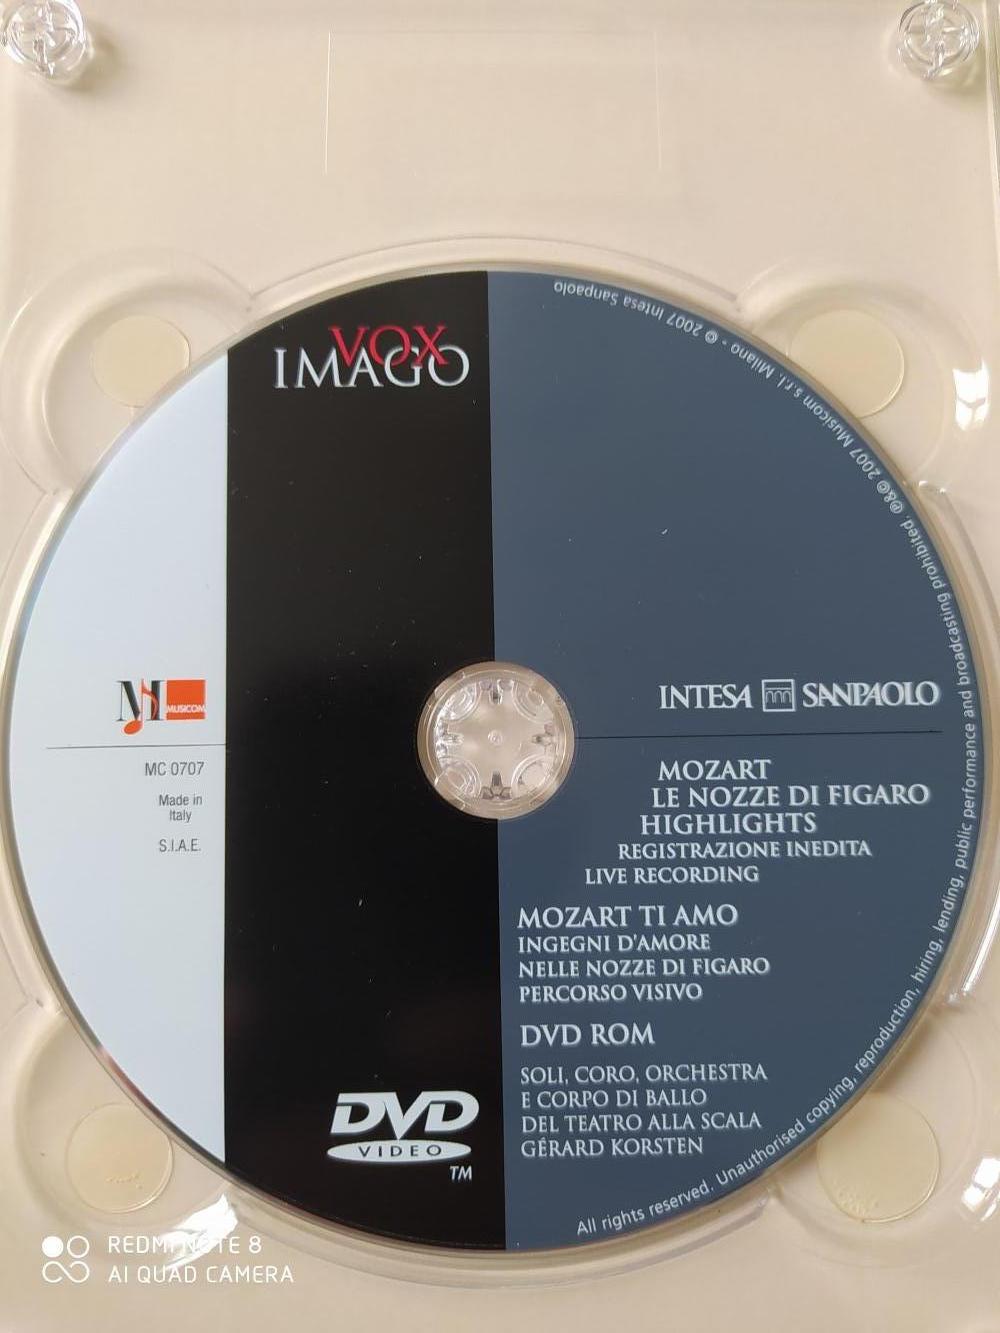 VOX
IMAGO
INTESA SANPAOLO
MUSICOM
MC 0707
Made in
Italy
S.I.A.E.
MOZART
LE NOZZE DI FIGARO
HIGHLIGHTS
REGISTRAZIONE INEDITA
LIVE RECORDING
MOZART TI AMO
INGEGNI D'AMORE
NELLE NOZZE DI FIGARO
PERCORSO VISIVO
DVD ROM
SOLI, CORO, ORCHESTRA
E CORPO DI BALLO
DEL TEATRO ALLA SCALA
GÉRARD KORSTEN
DVD
VIDEO
TM
All rights reserved. Unauthorised copying, reproduction, hiring, lending, public performance and broadcasting prohibited. ℗&© 2007 Musicom s.r.l. Milano - © 2007 Intesa Sanpaolo
REDMI NOTE 8
AI QUAD CAMERA